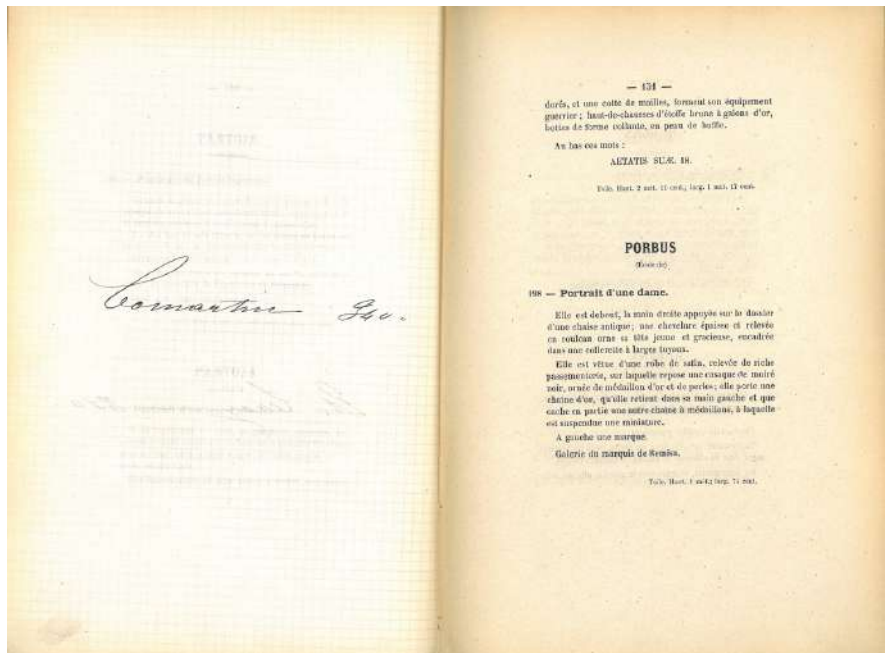 Comartin 940.
— 131 —
dorés, et une cotte de mailles, forment son équipement
guerrier ; haut-de-chausses d'étoffe brune à galons d'or,
bottes de forme collante, en peau de buffle.
Au bas ces mots :
ÆTATIS SUÆ. 18.
Toile. Haut. 2 met. 11 cent.; larg. 1 met. 17 cent.
PORBUS
(École de)
198 — Portrait d'une dame.
Elle est debout, la main droite appuyée sur le dossier
d'une chaise antique; une chevelure épaisse et relevée
en rouleau orne sa tête jeune et gracieuse, encadrée
dans une collerette à larges tuyaux.
Elle est vêtue d'une robe de satin, relevée de riche
passementerie, sur laquelle repose une casaque de moiré
noir, ornée de médaillon d'or et de perles; elle porte une
chaîne d'or, qu'elle retient dans sa main gauche et que
cache en partie une autre chaîne à médaillons, à laquelle
est suspendue une miniature.
A gauche une marque.
Galerie du marquis de
Toile. Haut. 1 mèt.; larg. 71 cent.